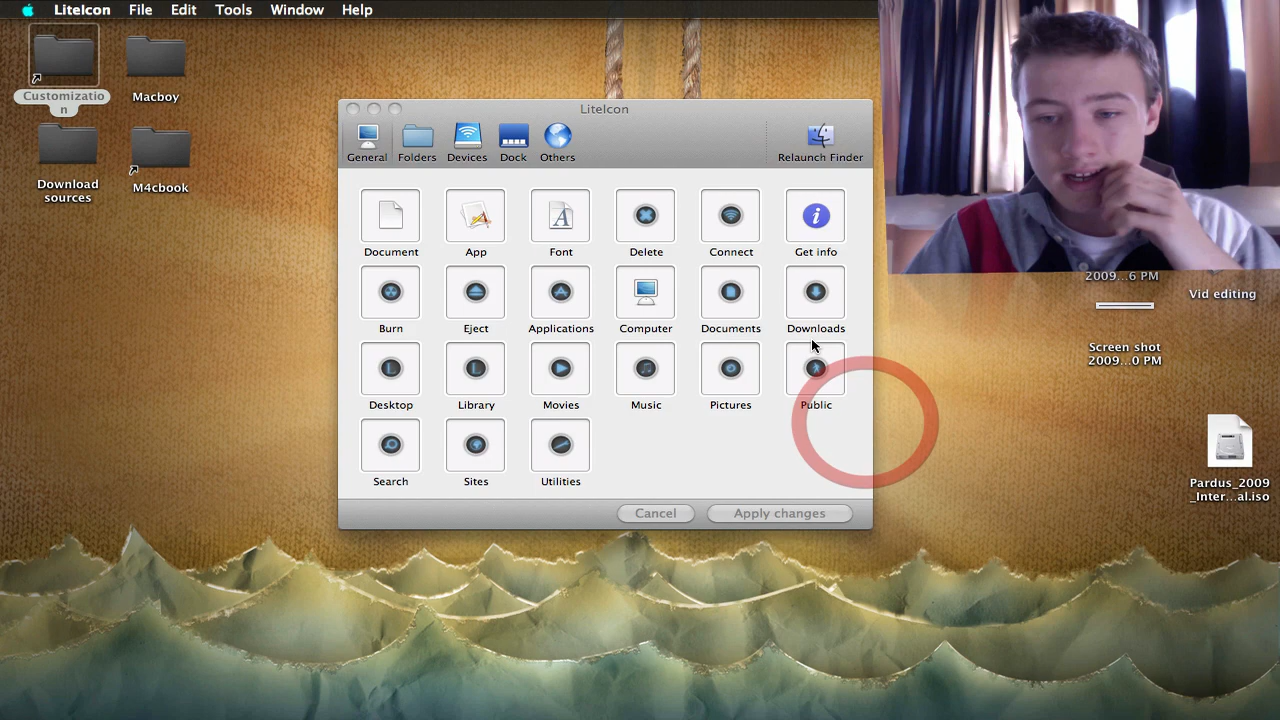 LiteIcon File Edit Tools Window Help
Customizatio
n
Macboy
Download
sources
M4cbook
LiteIcon
General Folders Devices Dock Others Relaunch Finder
Document App Font Delete Connect Get info
Burn Eject Applications Computer Documents Downloads
Desktop Library Movies Music Pictures Public
Search Sites Utilities
Cancel Apply changes
2009...6 PM
Vid editing
Screen shot
2009...0 PM
Pardus_2009
_Inter...al.iso